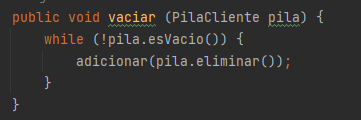 public void vaciar (PilaCliente pila) {
while (!pila.esVacio()) {
adicionar(pila.eliminar());
}
}